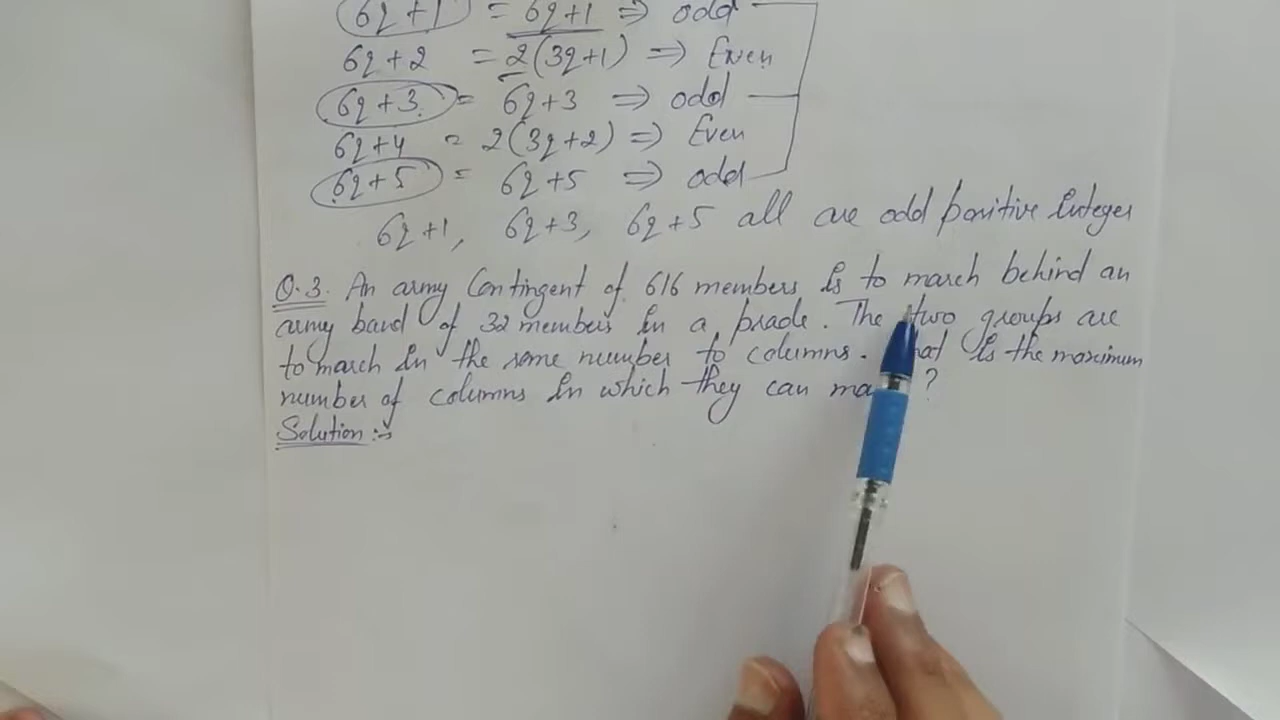 6q+1 = 6q+1 ⇒ odd
6q+2 = 2(3q+1) ⇒ Even
6q+3 = 6q+3 ⇒ odd
6q+4 = 2(3q+2) ⇒ Even
6q+5 = 6q+5 ⇒ odd
6q+1, 6q+3, 6q+5 all are odd positive integer
Q.3. An army Contingent of 616 members is to march behind an
army band of 32 members in a prade. The two groups are
to march in the same number to columns. is the maximum
number of columns in which they can ?
Solution :-